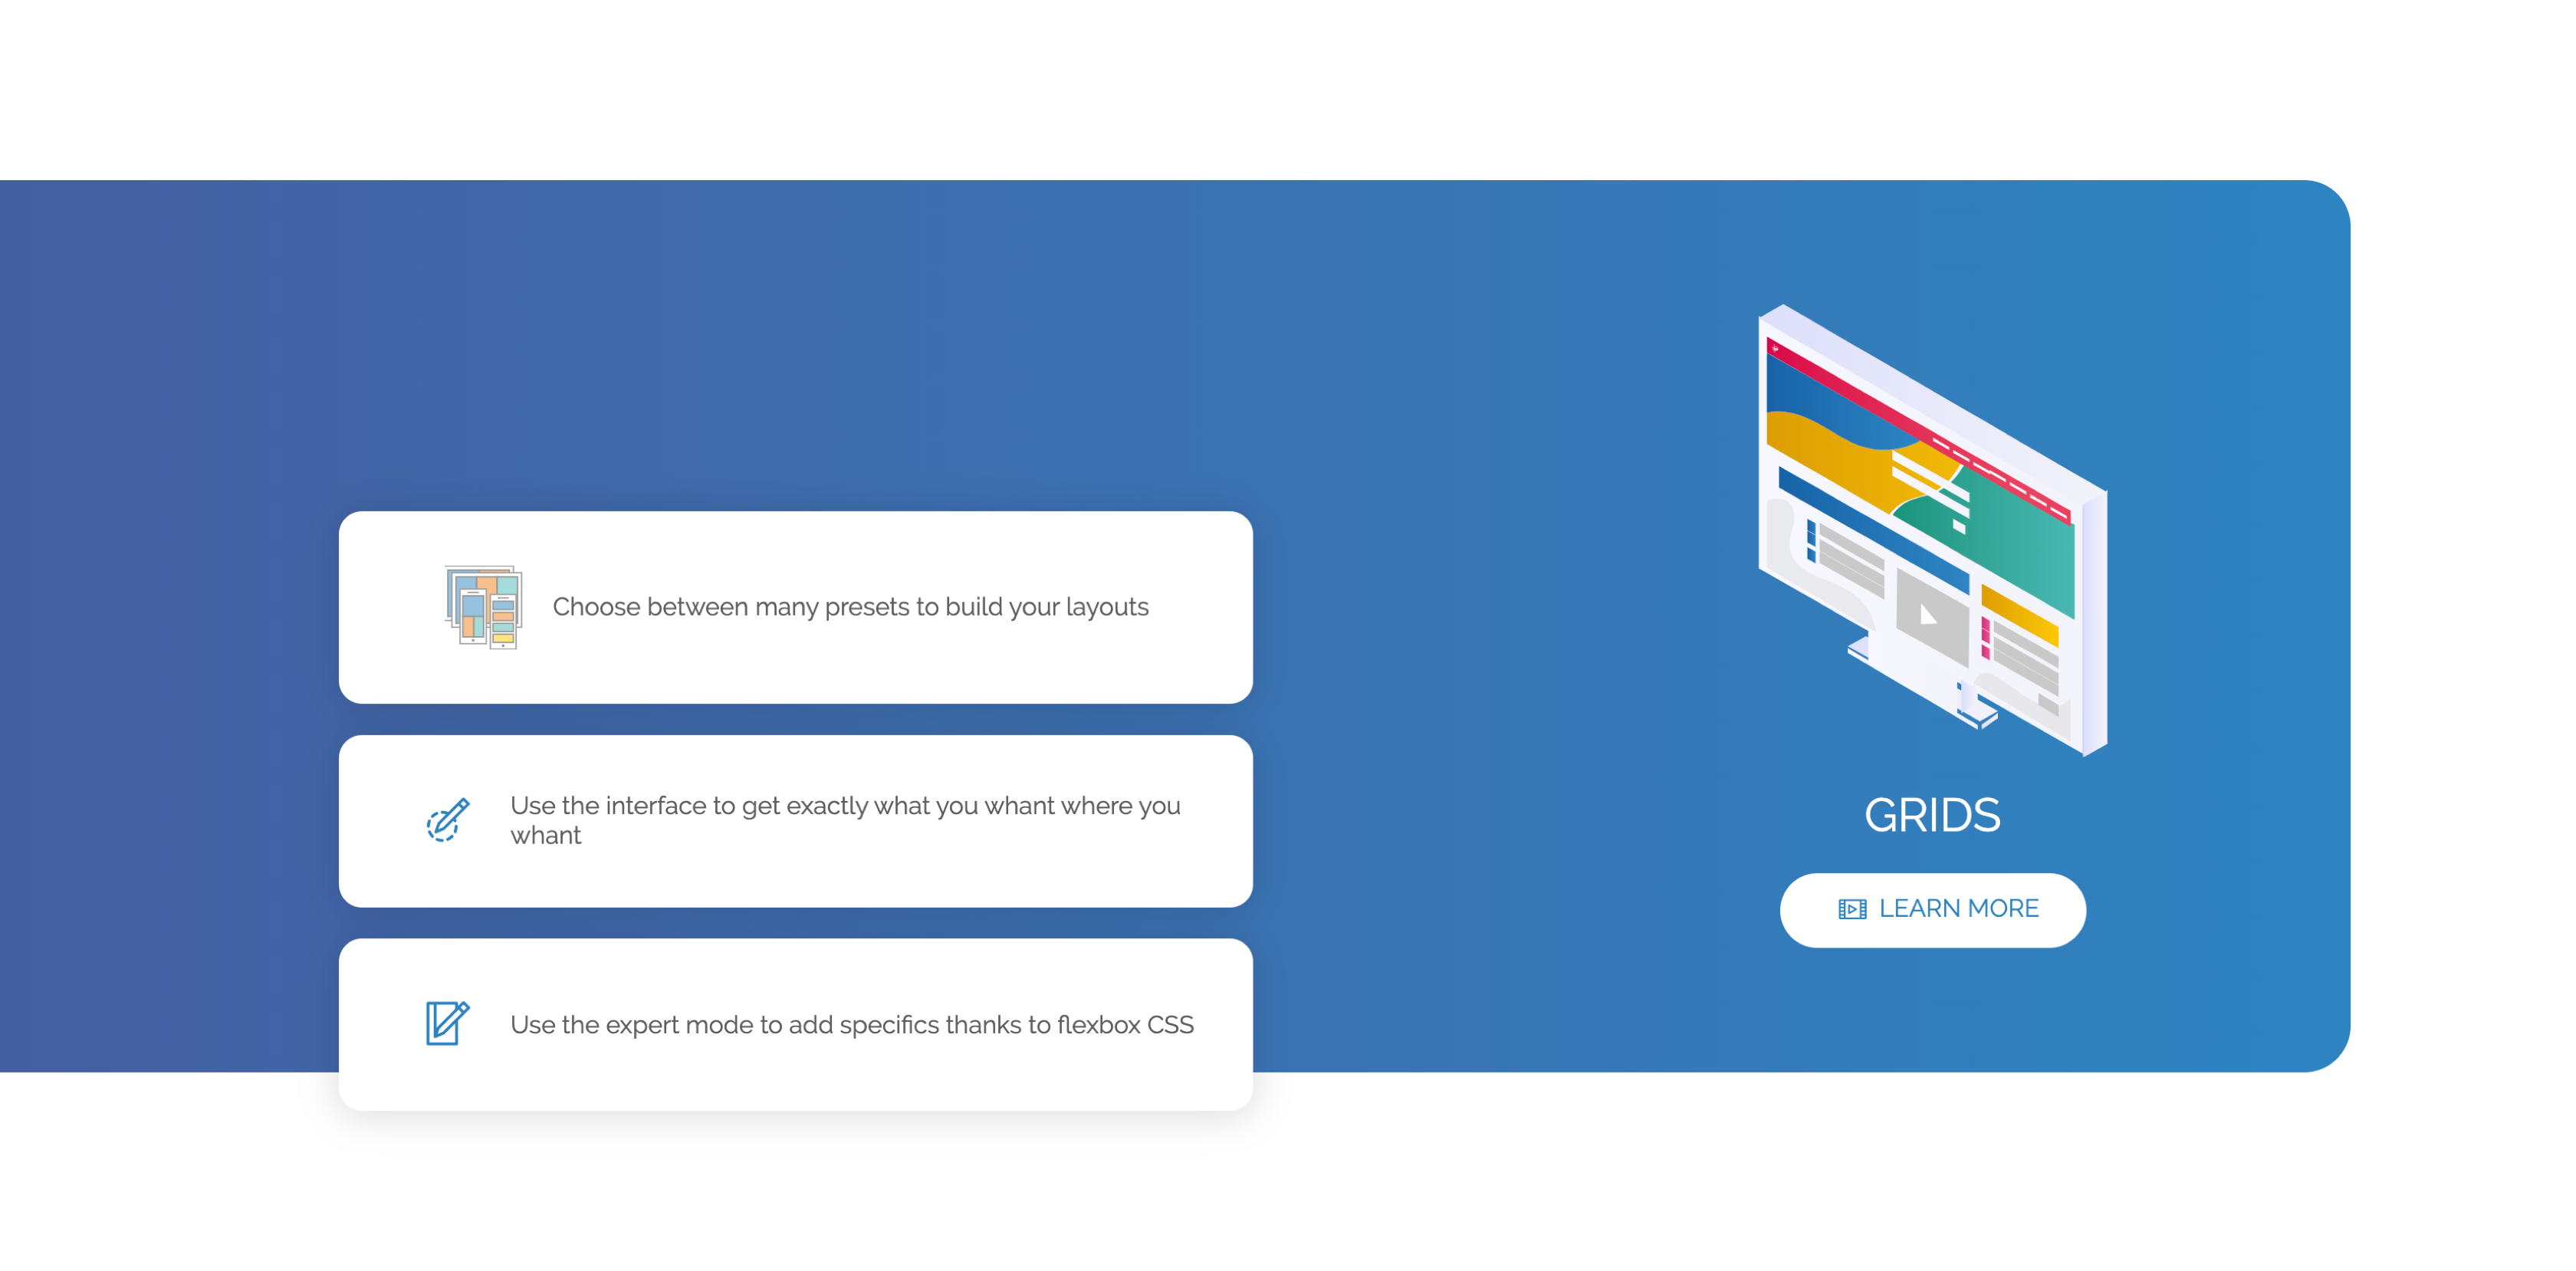 Choose between many presets to build your layouts
Use the interface to get exactly what you whant where you
whant
Use the expert mode to add specifics thanks to flexbox CSS
GRIDS
LEARN MORE